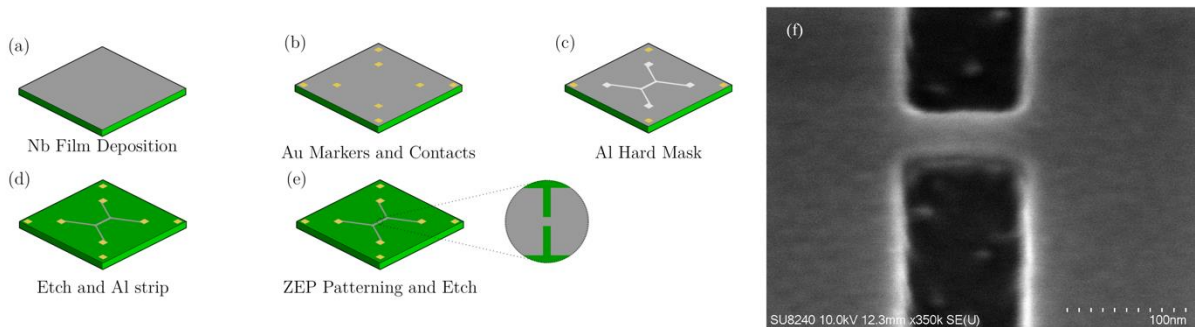 (a)
Nb Film Deposition
(b)
Au Markers and Contacts
(c)
Al Hard Mask
(d)
Etch and Al strip
(e)
ZEP Patterning and Etch
(f)
SU8240 10.0kV 12.3mm x350k SE(U)
100nm